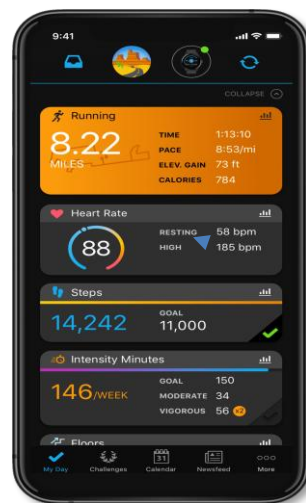 9:41
COLLAPSE
Running
8.22
MILES
TIME 1:13:10
PACE 8:53/mi
ELEV. GAIN 73 ft
CALORIES 784
Heart Rate
88
RESTING 58 bpm
HIGH 185 bpm
Steps
14,242
GOAL
11,000
Intensity Minutes
146/WEEK
GOAL 150
MODERATE 34
VIGOROUS 56 x2
Floors
31
My Day Challenges Calendar Newsfeed More